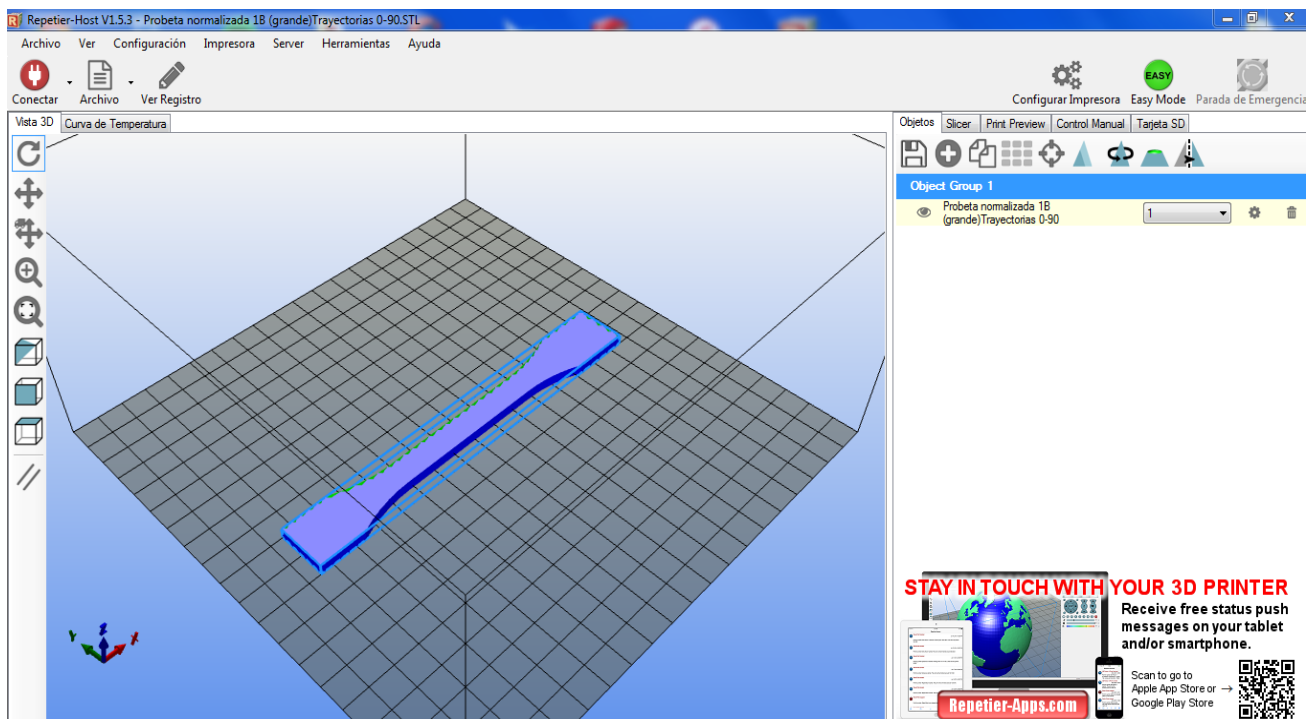 Repetier-Host V1.5.3 - Probeta normalizada 1B (grande)Trayectorias 0-90.STL
Archivo Ver Configuración Impresora Server Herramientas Ayuda
Conectar Archivo Ver Registro Configurar Impresora EASY Easy Mode Parada de Emergencia
Vista 3D Curva de Temperatura
Objetos Slicer Print Preview Control Manual Tarjeta SD
Object Group 1
Probeta normalizada 1B
(grande)Trayectorias 0-90
1
Y Z X
STAY IN TOUCH WITH YOUR 3D PRINTER
Receive free status push
messages on your tablet
and/or smartphone.
Scan to go to
Apple App Store or →
Google Play Store
Repetier-Apps.com